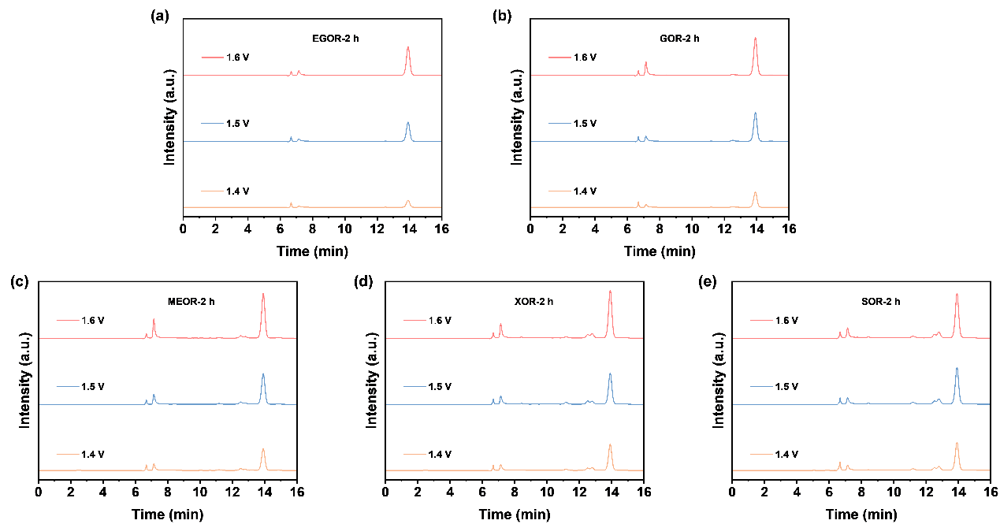 (a)
EGOR-2 h
1.6 V
1.5 V
1.4 V
Intensity (a.u.)
0 2 4 6 8 10 12 14 16
Time (min)
(b)
GOR-2 h
1.6 V
1.5 V
1.4 V
Intensity (a.u.)
0 2 4 6 8 10 12 14 16
Time (min)
(c)
MEOR-2 h
1.6 V
1.5 V
1.4 V
Intensity (a.u.)
0 2 4 6 8 10 12 14 16
Time (min)
(d)
XOR-2 h
1.6 V
1.5 V
1.4 V
Intensity (a.u.)
0 2 4 6 8 10 12 14 16
Time (min)
(e)
SOR-2 h
1.6 V
1.5 V
1.4 V
Intensity (a.u.)
0 2 4 6 8 10 12 14 16
Time (min)